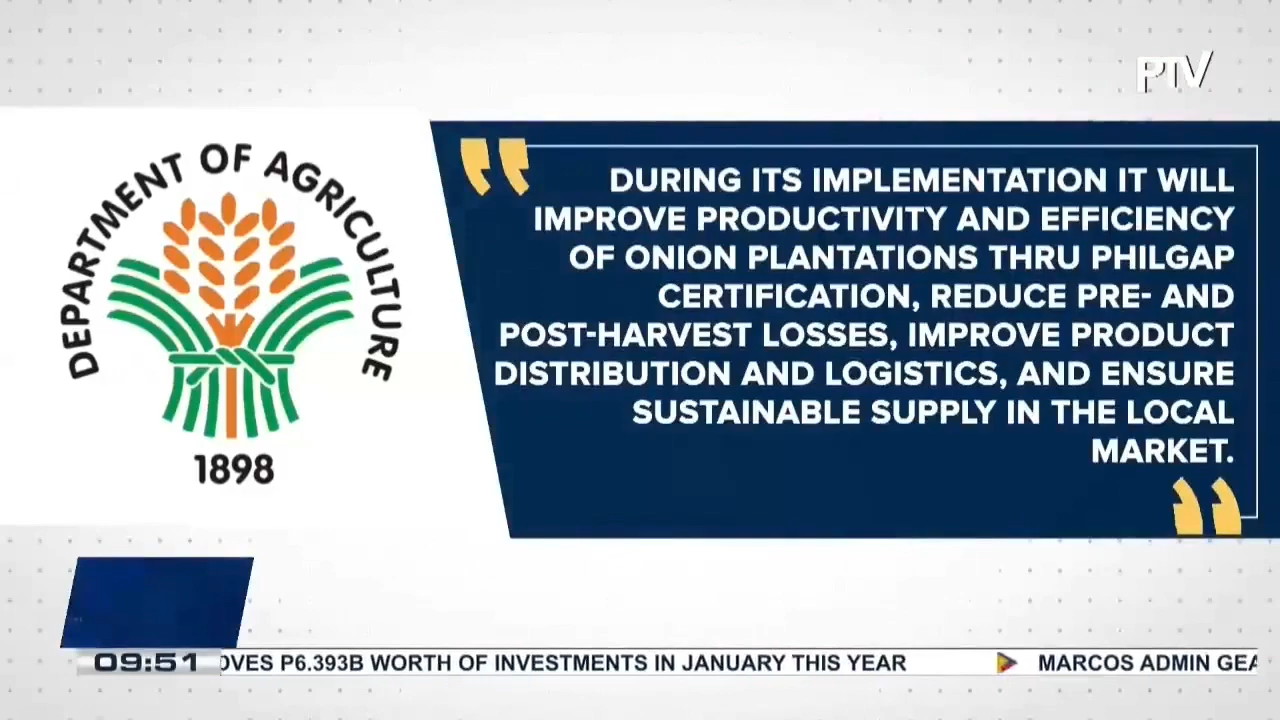 PTV
DEPARTMENT OF AGRICULTURE
1898
DURING ITS IMPLEMENTATION IT WILL
IMPROVE PRODUCTIVITY AND EFFICIENCY
OF ONION PLANTATIONS THRU PHILGAP
CERTIFICATION, REDUCE PRE- AND
POST-HARVEST LOSSES, IMPROVE PRODUCT
DISTRIBUTION AND LOGISTICS, AND ENSURE
SUSTAINABLE SUPPLY IN THE LOCAL
MARKET.
09:51 OVES P6.393B WORTH OF INVESTMENTS IN JANUARY THIS YEAR MARCOS ADMIN GEA